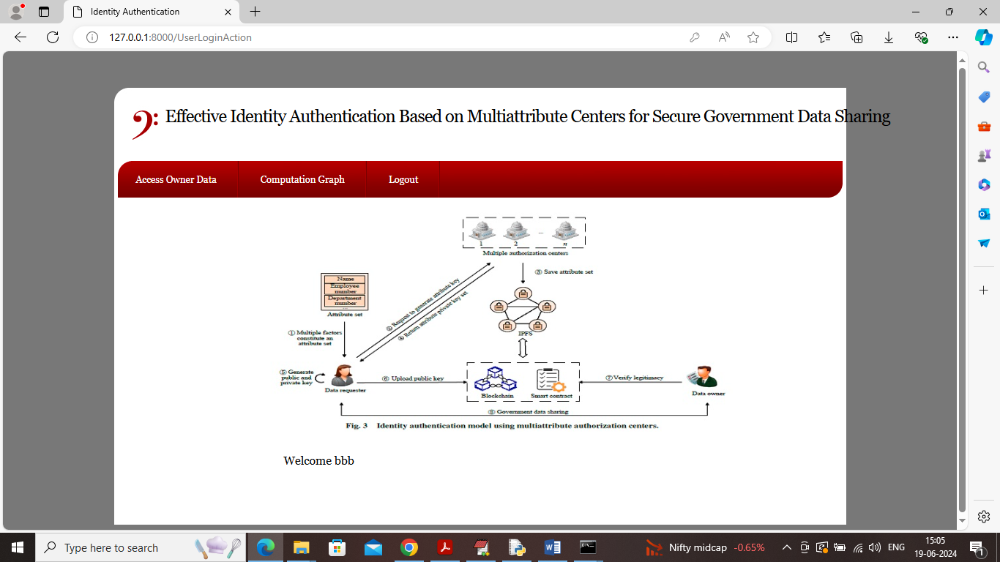 Identity Authentication
127.0.0.1:8000/UserLoginAction
Effective Identity Authentication Based on Multiattribute Centers for Secure Government Data Sharing
Access Owner Data
Computation Graph
Logout
1
2
...
n
Multiple authorization centers
③ Save attribute set
Name
Employee
number
Department
number
...
Attribute set
② Request to generate attribute key
④ Return attribute private key set
① Multiple factors
constitute an
attribute set
IPFS
⑤ Generate
public and
private key
Data requester
⑥ Upload public key
Blockchain
Smart contract
⑦ Verify legitimacy
Data owner
⑧ Government data sharing
Fig. 3 Identity authentication model using multiattribute authorization centers.
Welcome bbb
Type here to search
Nifty midcap -0.65%
ENG
15:05
19-06-2024
1